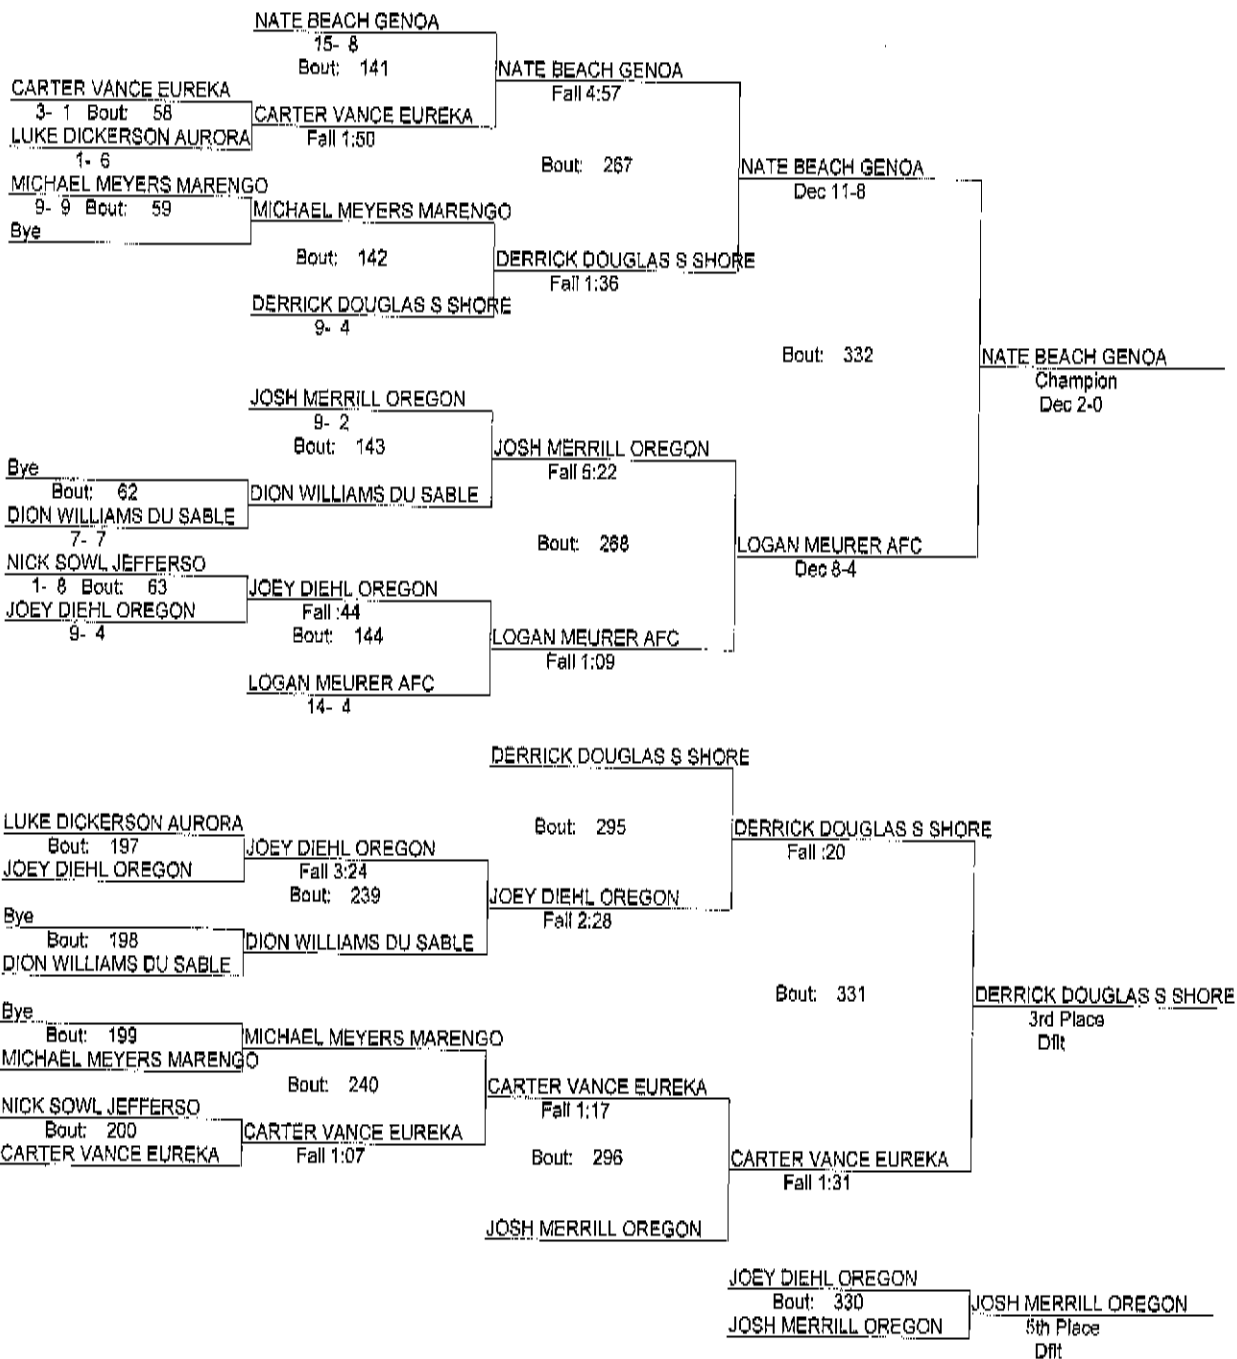 NATE BEACH GENOA
15- 8
Bout: 141
NATE BEACH GENOA
Fall 4:57
CARTER VANCE EUREKA
3- 1 Bout: 58
CARTER VANCE EUREKA
Fall 1:50
LUKE DICKERSON AURORA
1- 6
Bout: 267
NATE BEACH GENOA
Dec 11-8
MICHAEL MEYERS MARENGO
9- 9 Bout: 59
MICHAEL MEYERS MARENGO
Bye
Bout: 142
DERRICK DOUGLAS S SHORE
Fall 1:36
DERRICK DOUGLAS S SHORE
9- 4
Bout: 332
NATE BEACH GENOA
Champion
Dec 2-0
JOSH MERRILL OREGON
9- 2
Bout: 143
JOSH MERRILL OREGON
Fall 5:22
Bye
Bout: 62
DION WILLIAMS DU SABLE
DION WILLIAMS DU SABLE
7- 7
Bout: 268
LOGAN MEURER AFC
Dec 8-4
NICK SOWL JEFFERSO
1- 8 Bout: 63
JOEY DIEHL OREGON
Fall :44
JOEY DIEHL OREGON
9- 4
Bout: 144
LOGAN MEURER AFC
Fall 1:09
LOGAN MEURER AFC
14- 4
DERRICK DOUGLAS S SHORE
LUKE DICKERSON AURORA
Bout: 197
JOEY DIEHL OREGON
Fall 3:24
JOEY DIEHL OREGON
Bout: 295
DERRICK DOUGLAS S SHORE
Fall :20
Bout: 239
JOEY DIEHL OREGON
Fall 2:28
Bye
Bout: 198
DION WILLIAMS DU SABLE
DION WILLIAMS DU SABLE
Bout: 331
DERRICK DOUGLAS S SHORE
3rd Place
Dflt
Bye
Bout: 199
MICHAEL MEYERS MARENGO
MICHAEL MEYERS MARENGO
Bout: 240
CARTER VANCE EUREKA
Fall 1:17
NICK SOWL JEFFERSO
Bout: 200
CARTER VANCE EUREKA
Fall 1:07
CARTER VANCE EUREKA
Bout: 296
CARTER VANCE EUREKA
Fall 1:31
JOSH MERRILL OREGON
JOEY DIEHL OREGON
Bout: 330
JOSH MERRILL OREGON
JOSH MERRILL OREGON
5th Place
Dflt